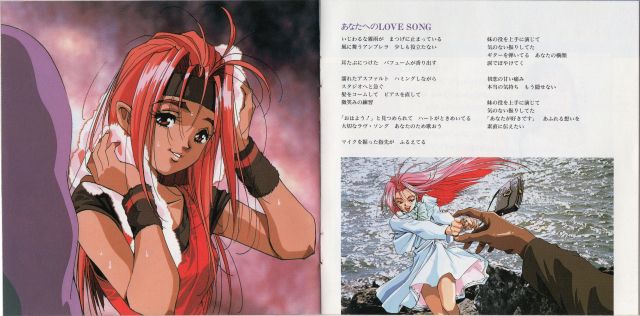 あなたへのLOVE SONG
いじわるな霧雨が まつげに止まっている
風に舞うアンブレラ 少しも役立たない
耳たぶにつけた パフュームが香り出す
濡れたアスファルト ハミングしながら
スタジオへと急ぐ
髪をコームして ピアスを直して
微笑みの練習
「おはよう!」と見つめられて ハートがときめいてる
大切なラヴ・ソング あなたのため歌おう
マイクを握った指先が ふるえてる
妹の役を上手に演じて
気のない振りしてた
ギターを弾いてる あなたの横顔
涙でぼやけてく
初恋の甘い痛み
本当の気持ち もう隠せない
妹の役を上手に演じて
気のない振りしてた
「あなたが好きです」 あふれる想いを
素直に伝えたい